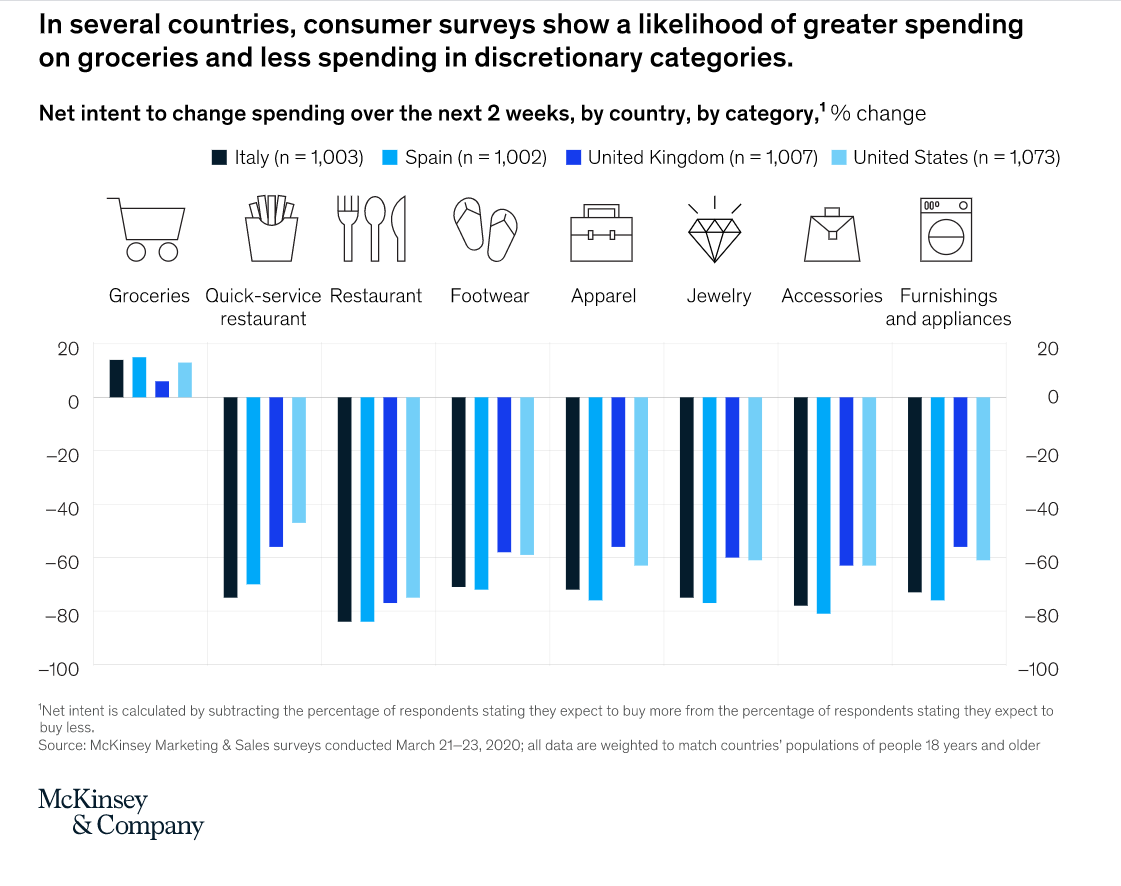 In several countries, consumer surveys show a likelihood of greater spending
on groceries and less spending in discretionary categories.
Net intent to change spending over the next 2 weeks, by country, by category,¹ % change
Italy (n = 1,003) Spain (n = 1,002) United Kingdom (n = 1,007) United States (n = 1,073)
Groceries Quick-service Restaurant Footwear Apparel Jewelry Accessories Furnishings
restaurant and appliances
20 20
0 0
–20 –20
–40 –40
–60 –60
–80 –80
–100 –100
¹Net intent is calculated by subtracting the percentage of respondents stating they expect to buy more from the percentage of respondents stating they expect to
buy less.
Source: McKinsey Marketing & Sales surveys conducted March 21–23, 2020; all data are weighted to match countries' populations of people 18 years and older
McKinsey
& Company